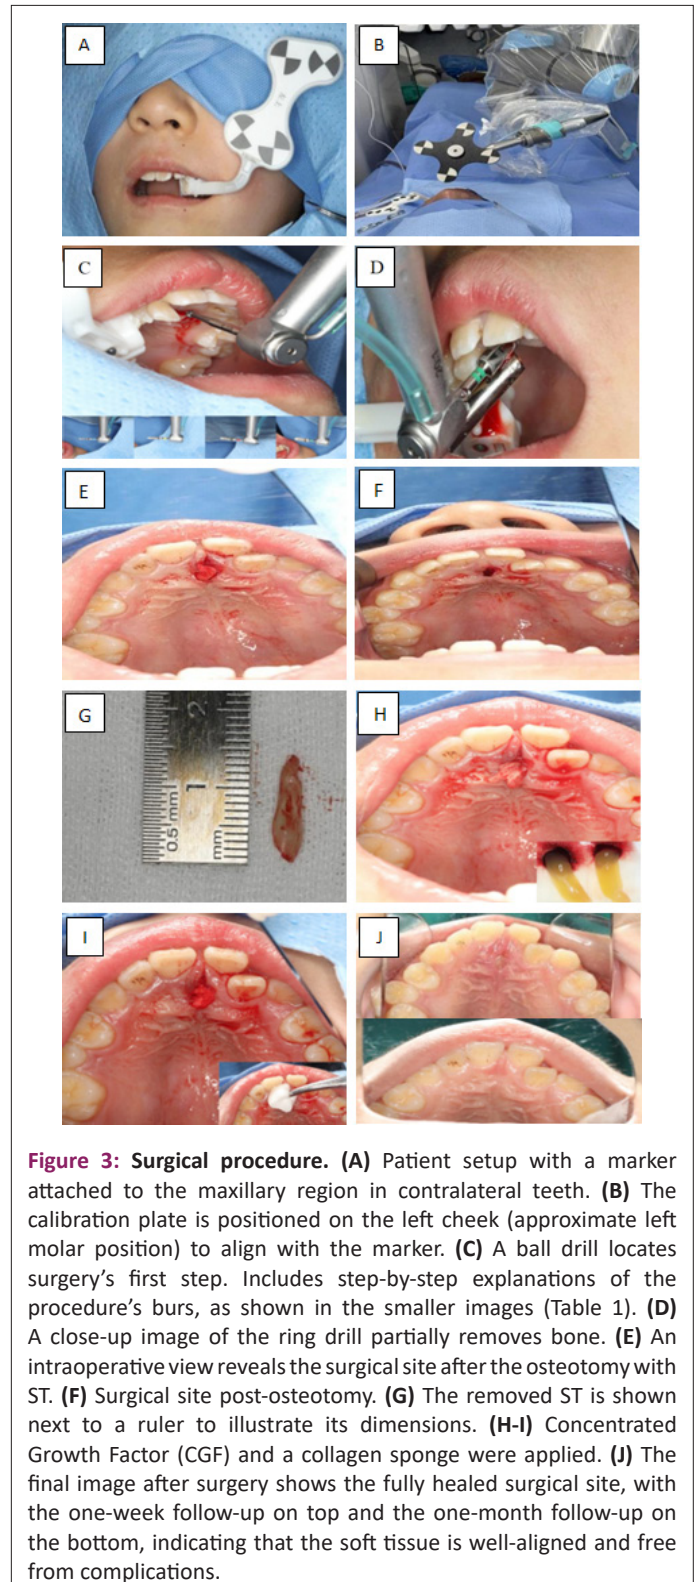 A
B
C
D
E
F
G
2
1
0.5 mm
mm
H
I
J
Figure 3: Surgical procedure. (A) Patient setup with a marker
attached to the maxillary region in contralateral teeth. (B) The
calibration plate is positioned on the left cheek (approximate left
molar position) to align with the marker. (C) A ball drill locates
surgery’s first step. Includes step-by-step explanations of the
procedure’s burs, as shown in the smaller images (Table 1). (D)
A close-up image of the ring drill partially removes bone. (E) An
intraoperative view reveals the surgical site after the osteotomy with
ST. (F) Surgical site post-osteotomy. (G) The removed ST is shown
next to a ruler to illustrate its dimensions. (H-I) Concentrated
Growth Factor (CGF) and a collagen sponge were applied. (J) The
final image after surgery shows the fully healed surgical site, with
the one-week follow-up on top and the one-month follow-up on
the bottom, indicating that the soft tissue is well-aligned and free
from complications.